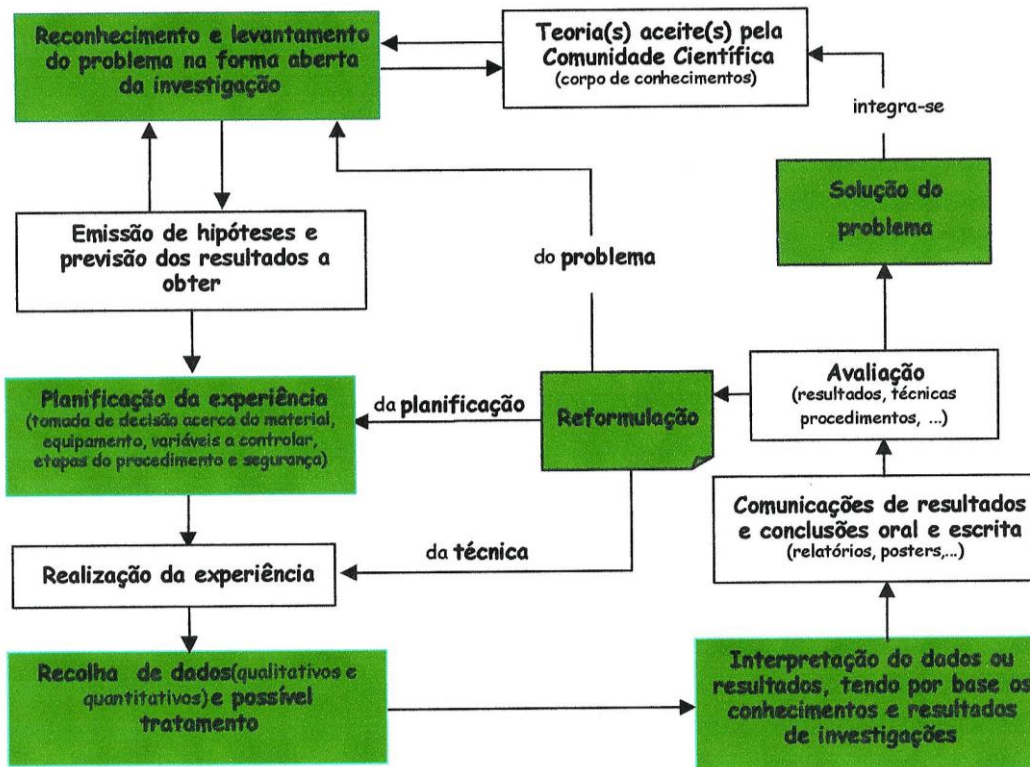 Reconhecimento e levantamento
do problema na forma aberta
da investigação
Teoria(s) aceite(s) pela
Comunidade Científica
(corpo de conhecimentos)
integra-se
Solução do
problema
Emissão de hipóteses e
previsão dos resultados a
obter
do problema
Planificação da experiência
(tomada de decisão acerca do material,
equipamento, variáveis a controlar,
etapas do procedimento e segurança)
da planificação
Reformulação
Avaliação
(resultados, técnicas
procedimentos, ...)
Comunicações de resultados
e conclusões oral e escrita
(relatórios, posters,...)
Realização da experiência
da técnica
Recolha de dados(qualitativos e
quantitativos) e possível
tratamento
Interpretação do dados ou
resultados, tendo por base os
conhecimentos e resultados
de investigações